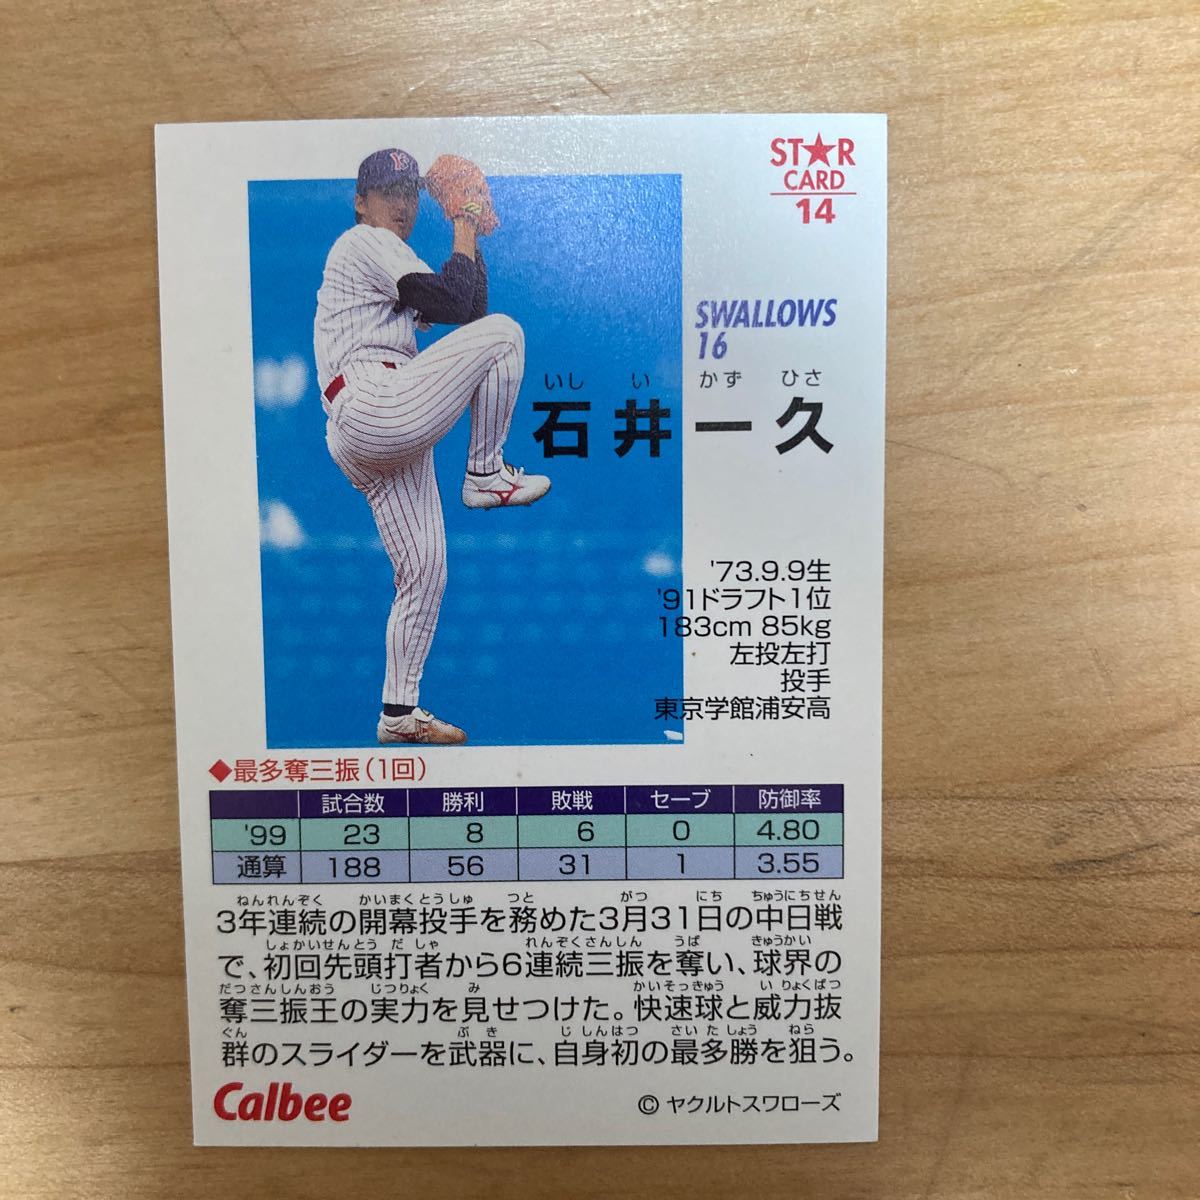 ST★R
CARD
14
SWALLOWS
16
いし い かず ひさ
石井一久
'73.9.9生
'91ドラフト1位
183cm 85kg
左投左打
投手
東京学館浦安高
◆最多奪三振(1回)
試合数 勝利 敗戦 セーブ 防御率
'99 23 8 6 0 4.80
通算 188 56 31 1 3.55
ねんれんぞく かいまくとうしゅ つと がつ にち ちゅうにちせん
3年連続の開幕投手を務めた3月31日の中日戦
しょかいせんとう だ しゃ れんぞくさんしん うば きゅうかい
で、初回先頭打者から6連続三振を奪い、球界の
だつさんしんおう じつりょく み かいそっきゅう い りょくばつ
奪三振王の実力を見せつけた。快速球と威力抜
ぐん ぶ き じ しんはつ さい た しょう ねら
群のスライダーを武器に、自身初の最多勝を狙う。
Calbee
© ヤクルトスワローズ